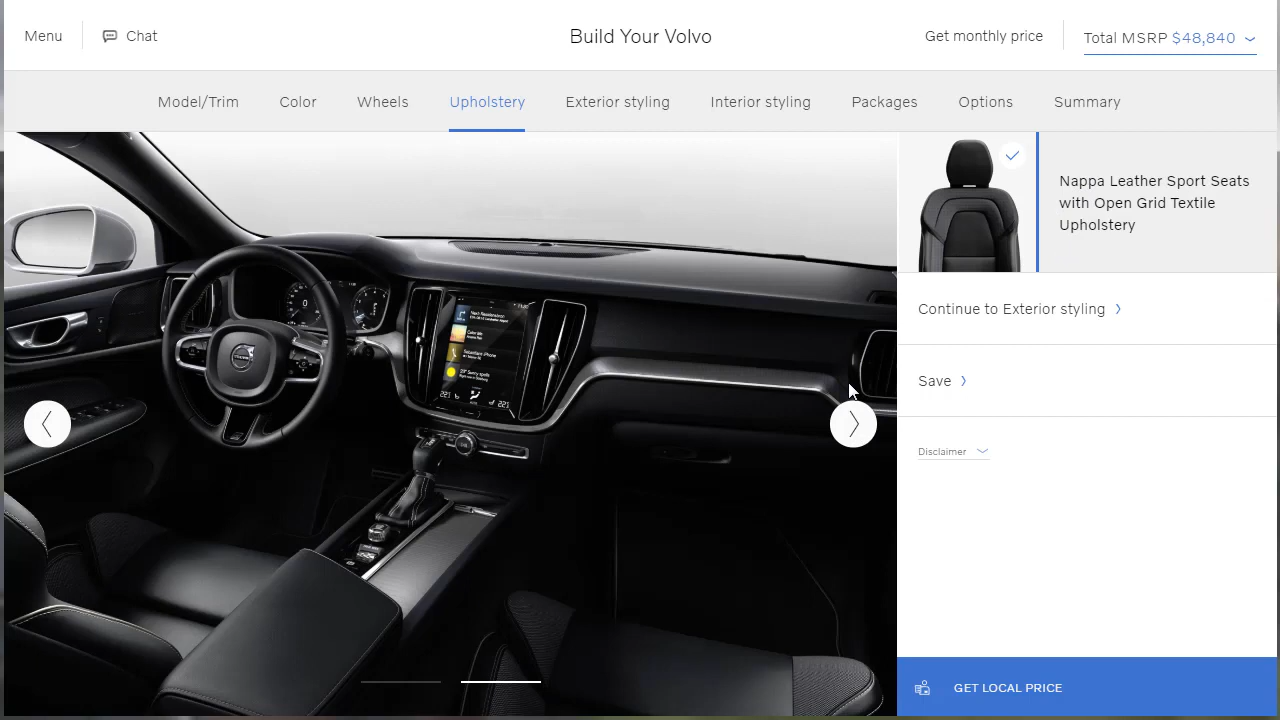 Menu
Chat
Build Your Volvo
Get monthly price
Total MSRP $48,840
Model/Trim
Color
Wheels
Upholstery
Exterior styling
Interior styling
Packages
Options
Summary
Nappa Leather Sport Seats
with Open Grid Textile
Upholstery
Continue to Exterior styling
Save
Disclaimer
GET LOCAL PRICE